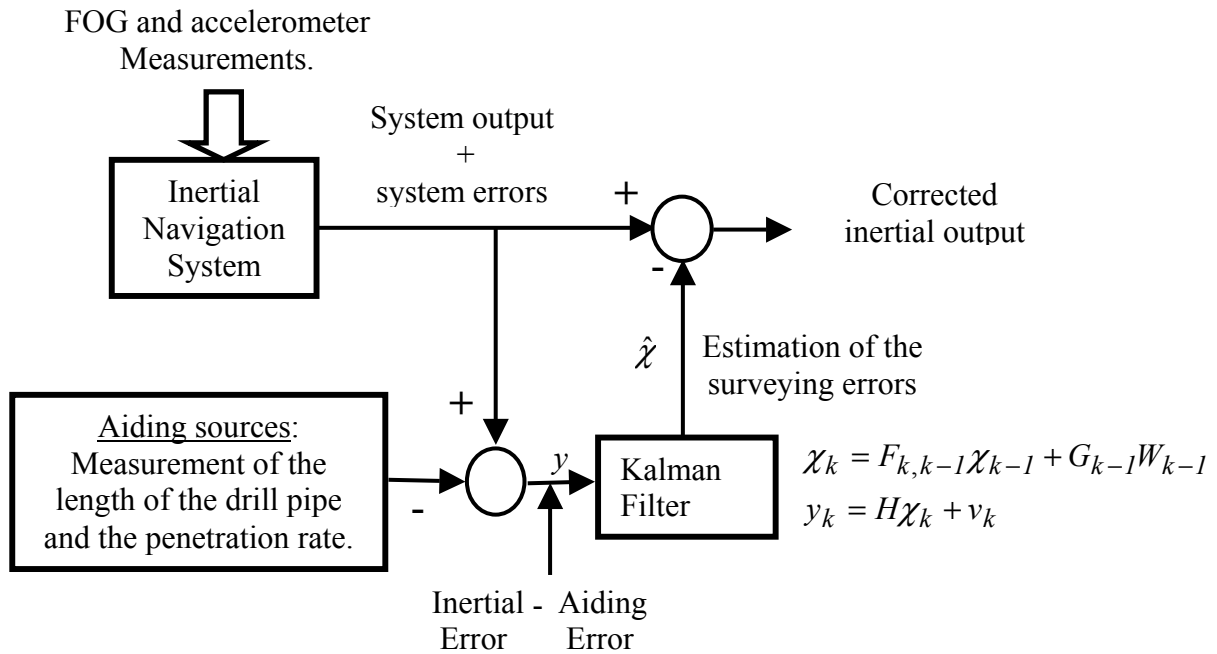 FOG and accelerometer
Measurements.
System output
+
system errors
Inertial
Navigation
System
+
-
Corrected
inertial output
χ̂
Estimation of the
surveying errors
Aiding sources:
Measurement of the
length of the drill pipe
and the penetration rate.
+
-
y
Kalman
Filter
χ_k = F_{k,k-1}χ_{k-1} + G_{k-1}W_{k-1}
y_k = Hχ_k + v_k
Inertial - Aiding
Error Error